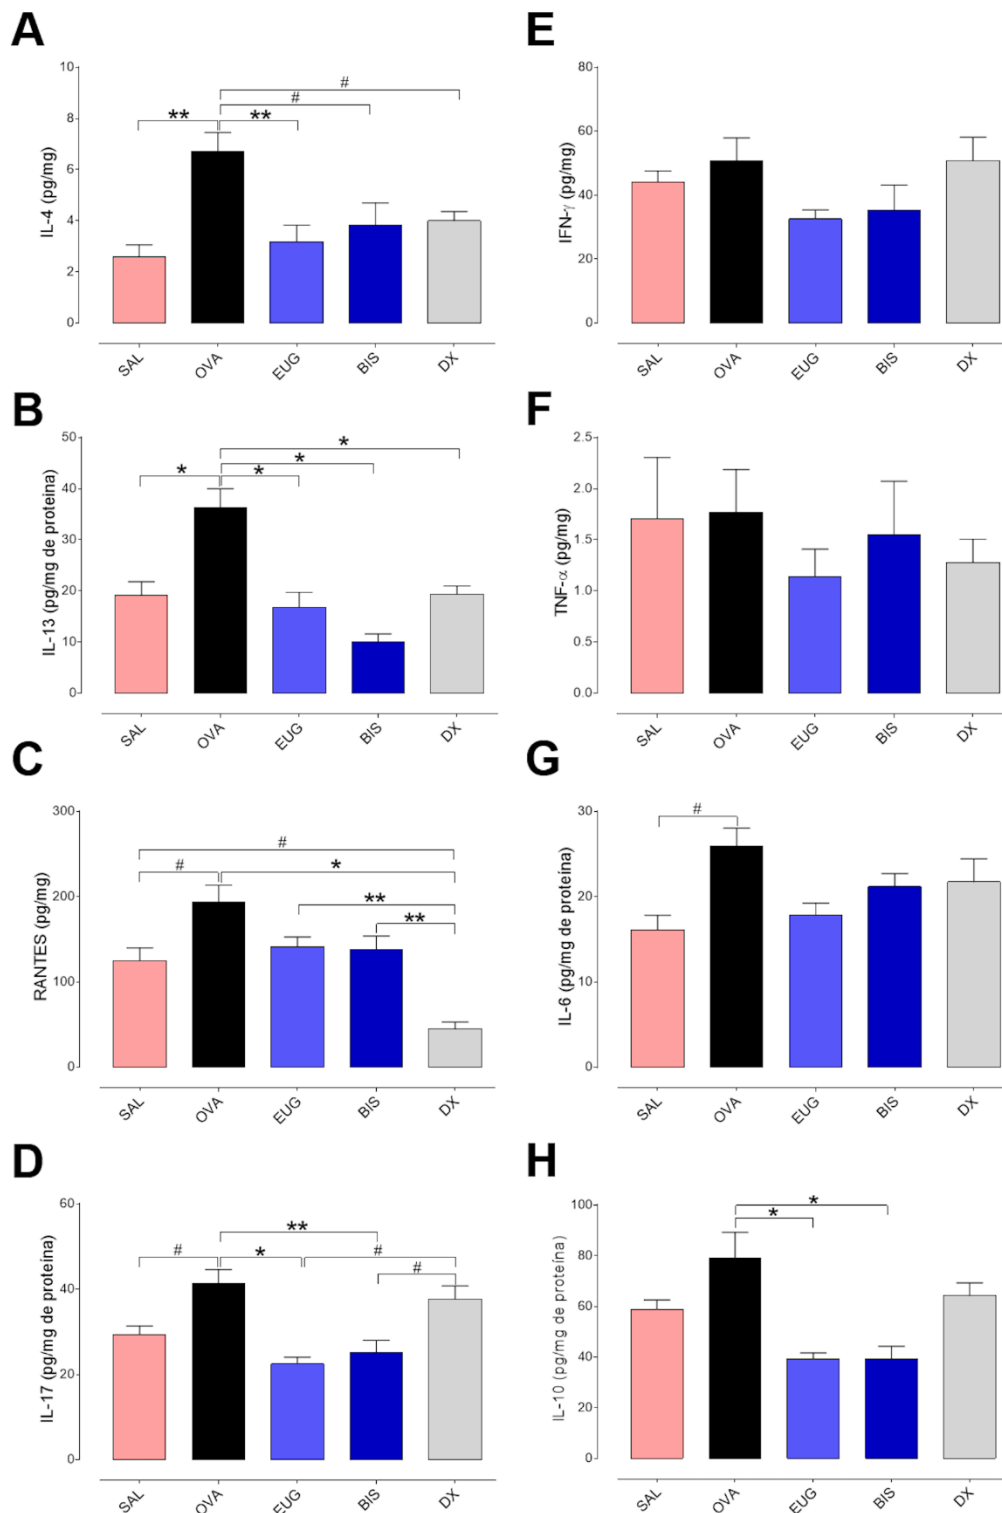 A
IL-4 (pg/mg)
10
8
6
4
2
0
#
#
** **
SAL OVA EUG BIS DX
B
IL-13 (pg/mg de proteína)
50
40
30
20
10
0
*
*
* *
SAL OVA EUG BIS DX
C
RANTES (pg/mg)
300
200
100
0
#
# *
**
**
SAL OVA EUG BIS DX
D
IL-17 (pg/mg de proteína)
60
40
20
0
**
# * #
#
SAL OVA EUG BIS DX
E
IFN-γ (pg/mg)
80
60
40
20
0
SAL OVA EUG BIS DX
F
TNF-α (pg/mg)
2.5
2.0
1.5
1.0
0.5
0.0
SAL OVA EUG BIS DX
G
IL-6 (pg/mg de proteína)
30
20
10
0
#
SAL OVA EUG BIS DX
H
IL-10 (pg/mg de proteína)
100
80
60
40
20
0
*
*
SAL OVA EUG BIS DX